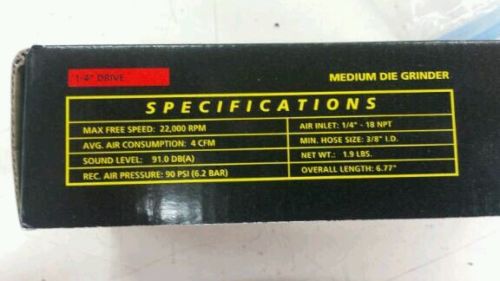 1/4" DRIVE
MEDIUM DIE GRINDER
SPECIFICATIONS
MAX FREE SPEED: 22,000 RPM
AVG. AIR CONSUMPTION: 4 CFM
SOUND LEVEL: 91.0 DB(A)
REC. AIR PRESSURE: 90 PSI (6.2 BAR)
AIR INLET: 1/4" - 18 NPT
MIN. HOSE SIZE: 3/8" I.D.
NET WT.: 1.9 LBS.
OVERALL LENGTH: 6.77"